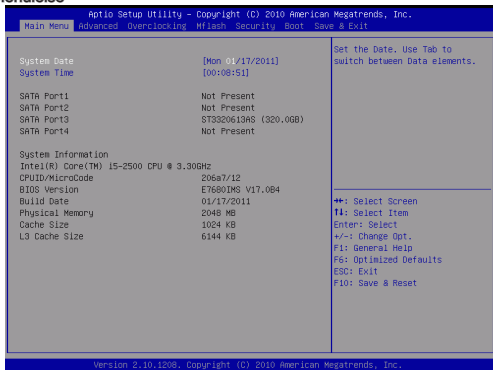 Aptio Setup Utility – Copyright (C) 2010 American Megatrends, Inc.
Main Menu Advanced Overclocking Mflash Security Boot Save & Exit
Set the Date. Use Tab to
switch between Data elements.
System Date [Mon 01/17/2011]
System Time [00:08:51]
SATA Port1 Not Present
SATA Port2 Not Present
SATA Port3 ST3320613AS (320.0GB)
SATA Port4 Not Present
System Information
Intel(R) Core(TM) i5-2500 CPU @ 3.30GHz
CPUID/MicroCode 206a7/12
BIOS Version E7680IMS V17.0B4
Build Date 01/17/2011
Physical Memory 2048 MB
Cache Size 1024 KB
L3 Cache Size 6144 KB
→←: Select Screen
↑↓: Select Item
Enter: Select
+/-: Change Opt.
F1: General Help
F6: Optimized Defaults
ESC: Exit
F10: Save & Reset
Version 2.10.1208. Copyright (C) 2010 American Megatrends, Inc.